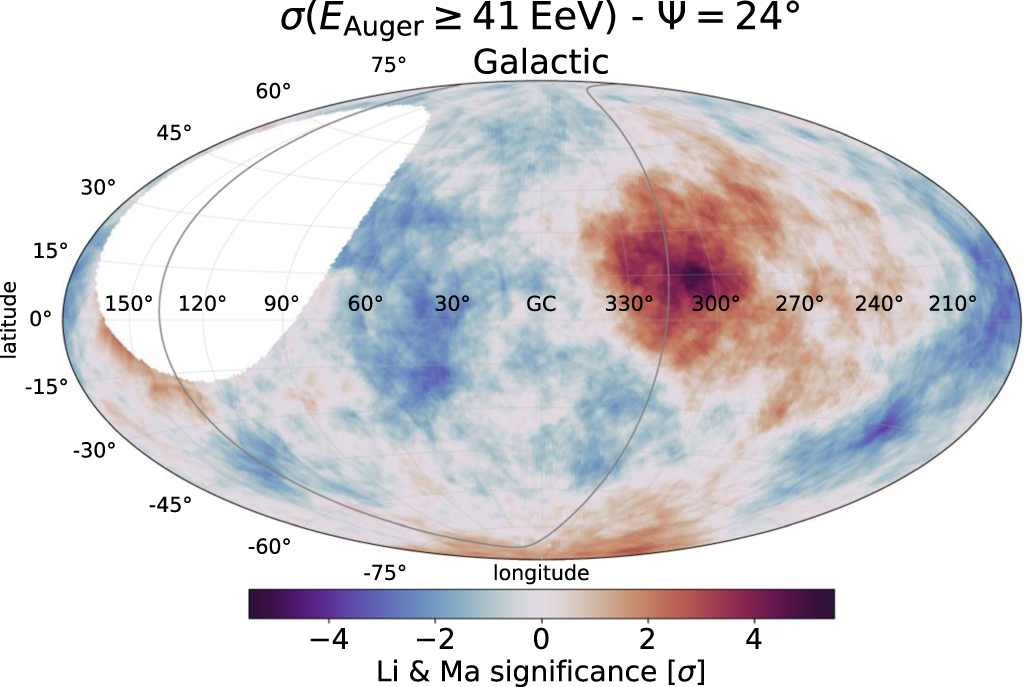 σ(E_Auger ≥ 41 EeV) - Ψ = 24°
Galactic
75°
60°
45°
30°
15°
0°
-15°
-30°
-45°
-60°
-75°
latitude
150° 120° 90° 60° 30° GC 330° 300° 270° 240° 210°
longitude
−4 −2 0 2 4
Li & Ma significance [σ]